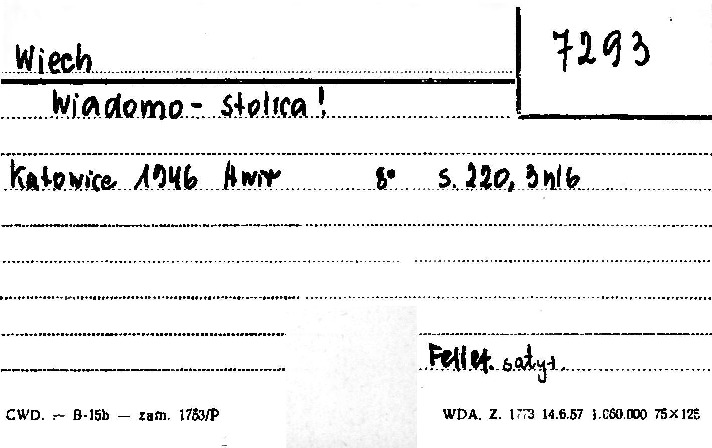 Wiech
7293
Wiadomo - stolica!
Katowice 1946 Awir 8° s. 220, 3 nlb
Feliet. satyr.
CWD. — B-15b — zam. 1783/P
WDA. Z. 1773 14.6.57 1.060.000 75×125